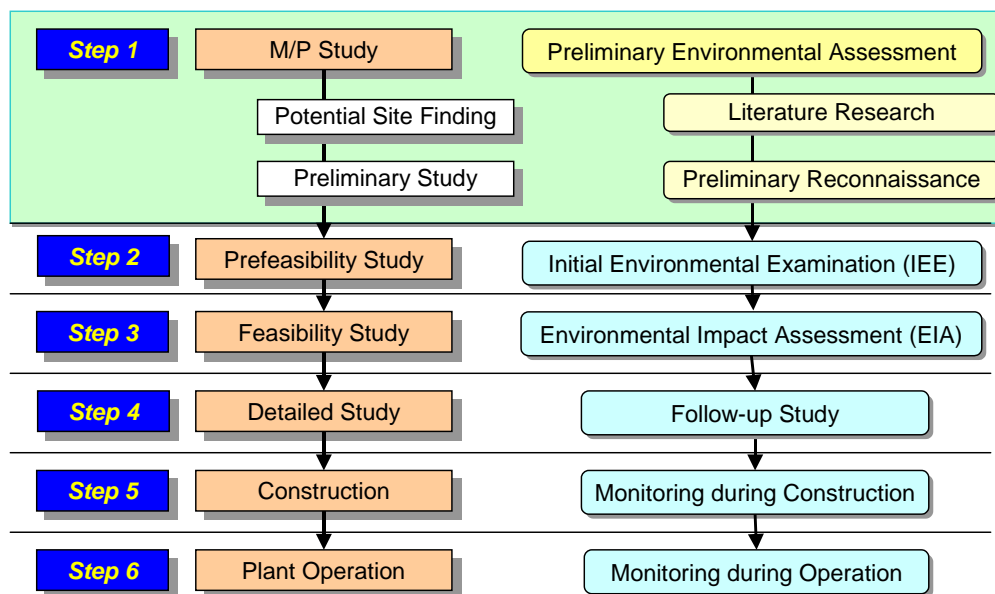 Step 1
M/P Study
Preliminary Environmental Assessment
Potential Site Finding
Literature Research
Preliminary Study
Preliminary Reconnaissance
Step 2
Prefeasibility Study
Initial Environmental Examination (IEE)
Step 3
Feasibility Study
Environmental Impact Assessment (EIA)
Step 4
Detailed Study
Follow-up Study
Step 5
Construction
Monitoring during Construction
Step 6
Plant Operation
Monitoring during Operation